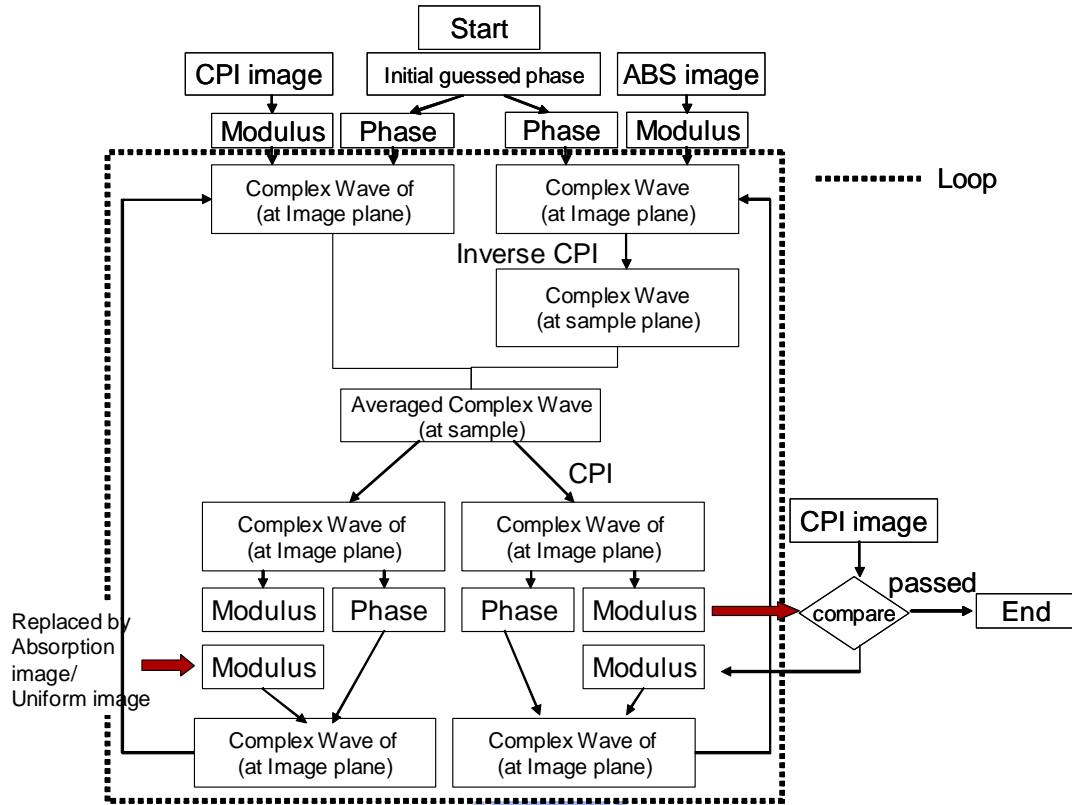 Start
CPI image
Initial guessed phase
ABS image
Modulus
Phase
Phase
Modulus
Complex Wave of
(at Image plane)
Complex Wave
(at Image plane)
Loop
Inverse CPI
Complex Wave
(at sample plane)
Averaged Complex Wave
(at sample)
CPI
Complex Wave of
(at Image plane)
Complex Wave of
(at Image plane)
CPI image
Modulus
Phase
Phase
Modulus
compare
passed
End
Replaced by
Absorption
image/
Uniform image
Modulus
Modulus
Complex Wave of
(at Image plane)
Complex Wave of
(at Image plane)